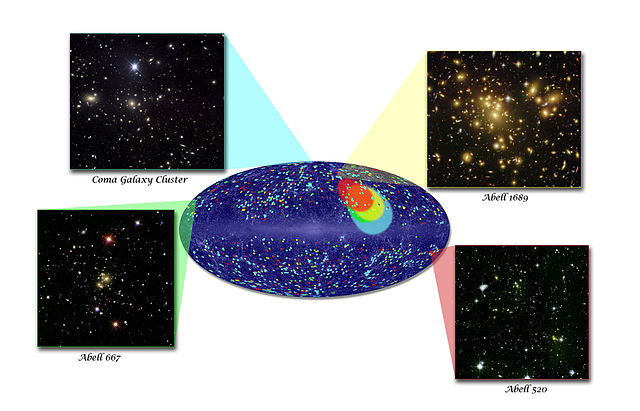 Coma Galaxy Cluster
Abell 1689
Abell 667
Abell 520